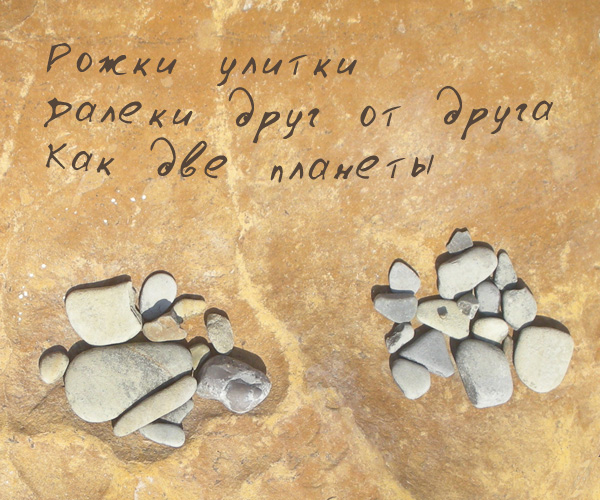 Рожки улитки
Далеки друг от друга
Как две планеты